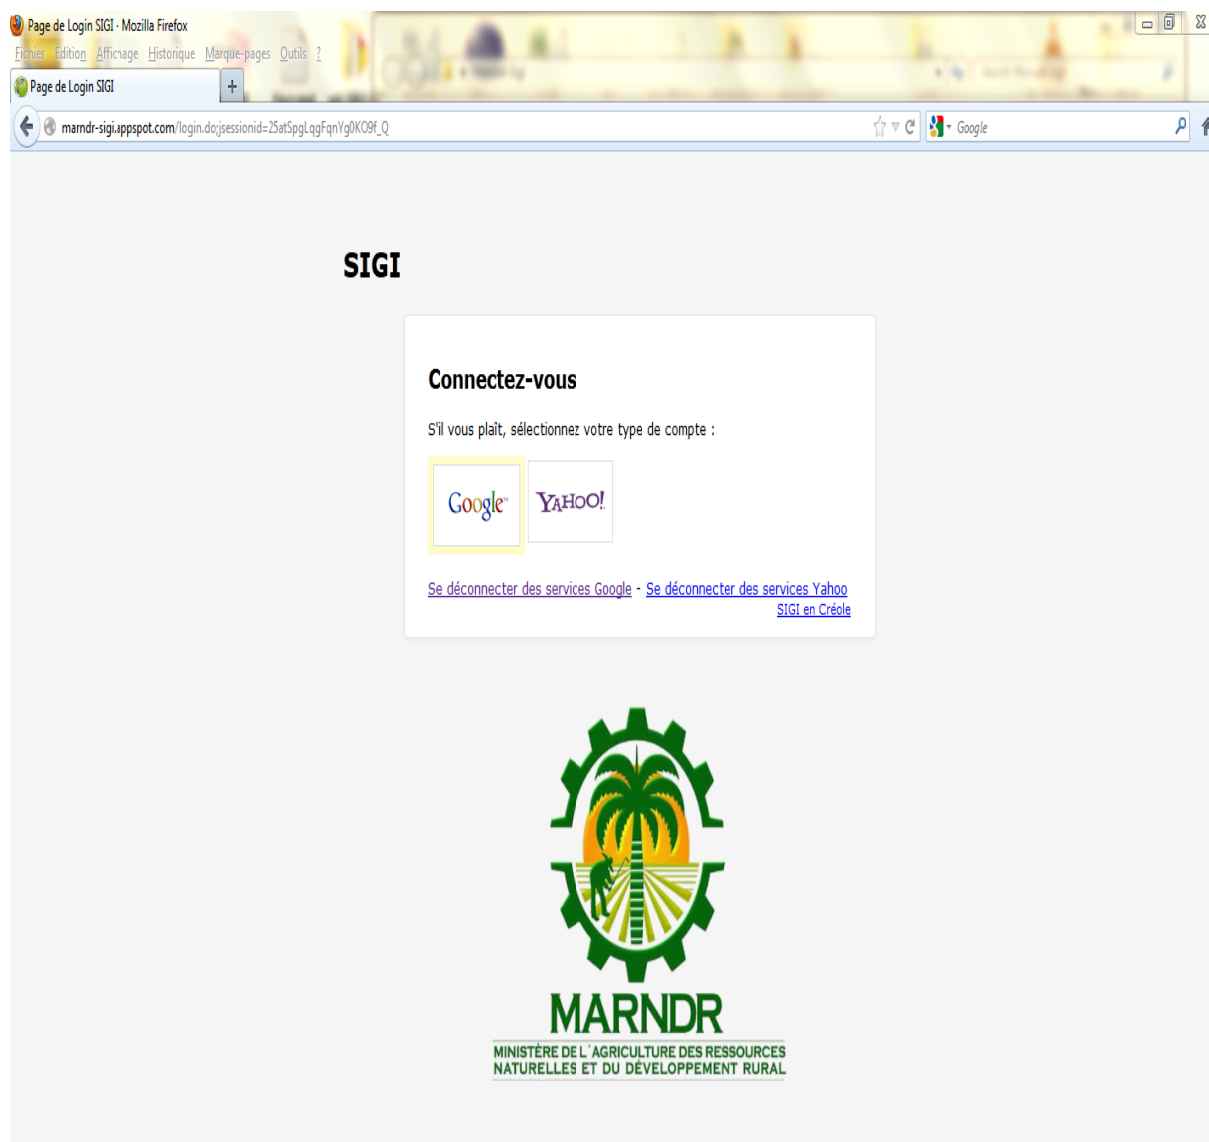 Page de Login SIGI - Mozilla Firefox
Fichier Edition Affichage Historique Marque-pages Outils ?
Page de Login SIGI
marndr-sigi.appspot.com/login.do;jsessionid=25atSpgLqgFqnYg0KO9f_Q
Google
SIGI
Connectez-vous
S'il vous plaît, sélectionnez votre type de compte :
Google™ YAHOO!
Se déconnecter des services Google - Se déconnecter des services Yahoo
SIGI en Créole
MARNDR
MINISTÈRE DE L'AGRICULTURE DES RESSOURCES
NATURELLES ET DU DÉVELOPPEMENT RURAL